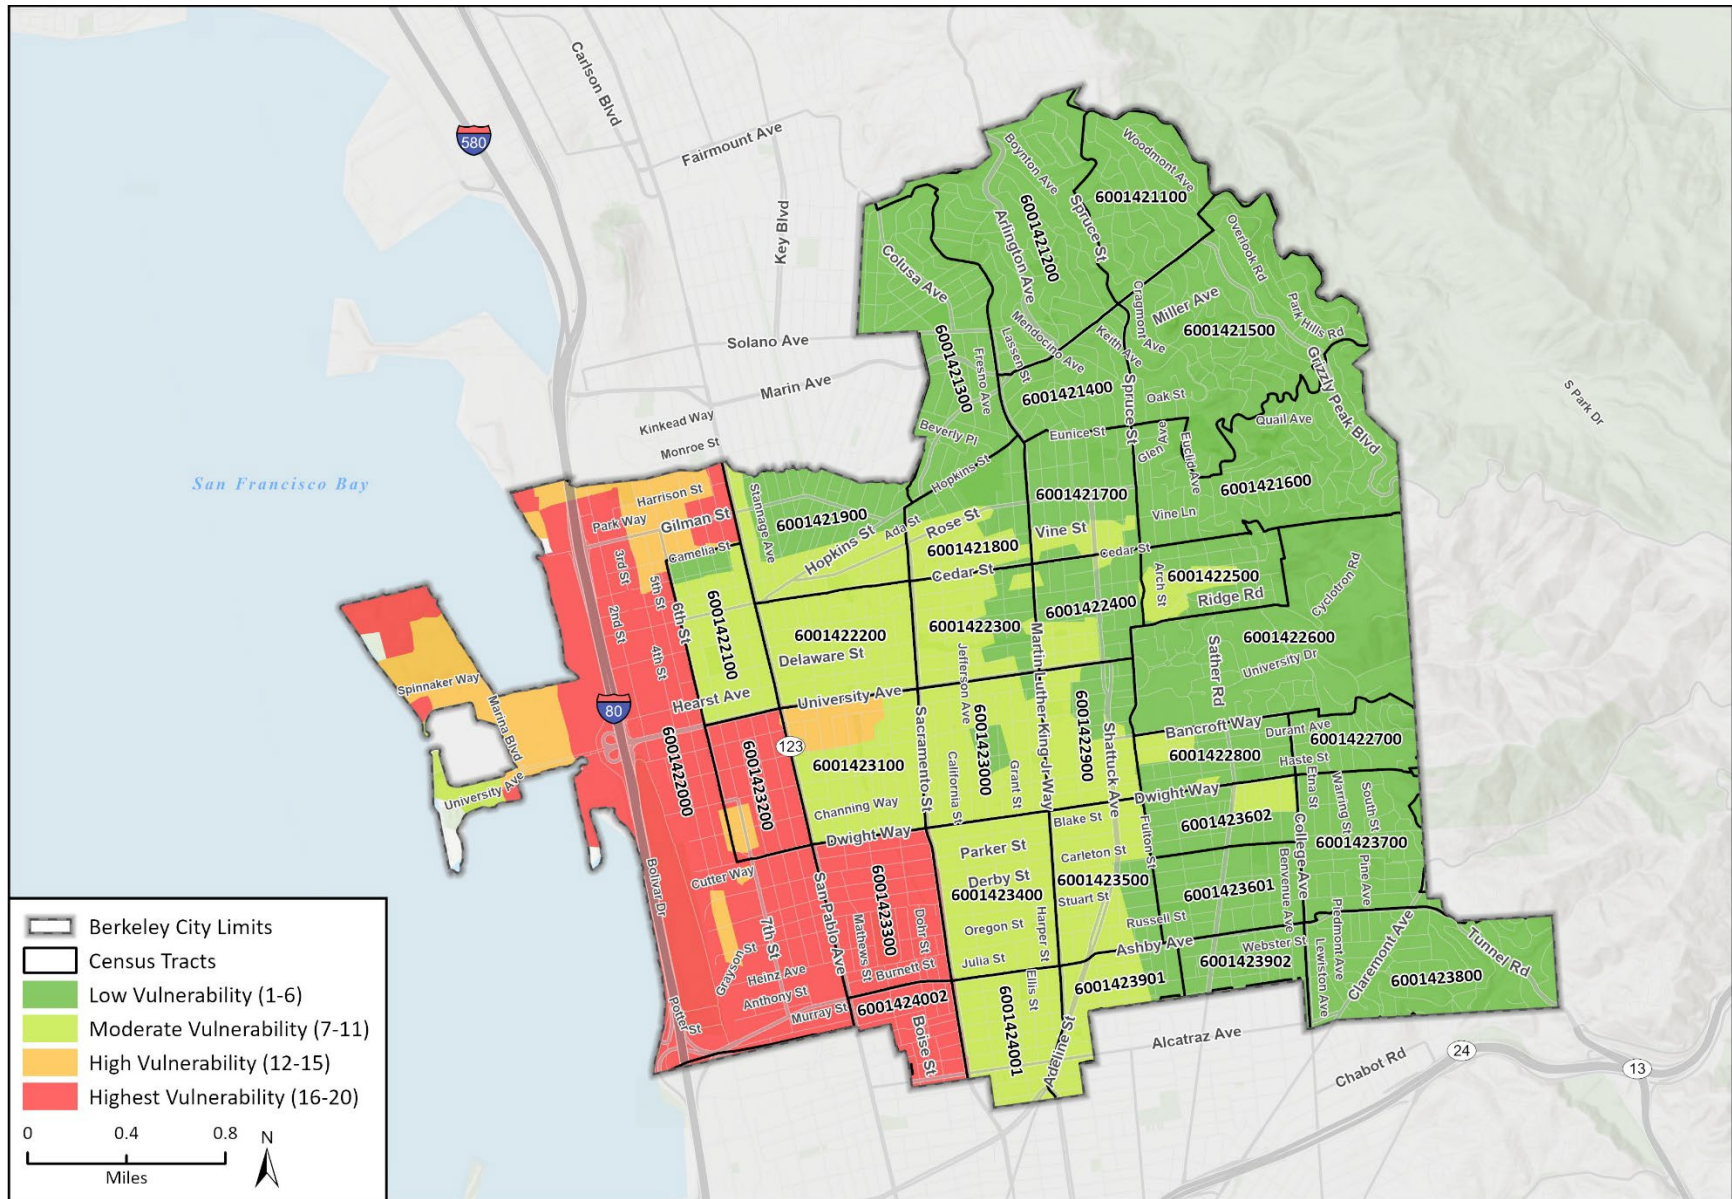 Carlson Blvd
580
Fairmount Ave
Key Blvd
Solano Ave
Marin Ave
Kinkead Way
Monroe St
San Francisco Bay
S Park Dr
Boynton Ave
Woodmont Ave
6001421100
6001421200
Spruce St
Arlington Ave
Colusa Ave
Overlook Rd
Park Hills Rd
Cragmont Ave
Miller Ave
6001421500
Mendocino Ave
Keith Ave
Lassen St
Fresno Ave
6001421300
6001421400
Spruce St
Oak St
Grizzly Peak Blvd
Quail Ave
Beverly Pl
Eunice St
Glen Ave
Euclid Ave
Hopkins St
6001421700
6001421600
Vine Ln
Harrison St
Park Way
Gilman St
Stannage Ave
6001421900
Hopkins St
Ada St
Rose St
Vine St
6001421800
Camelia St
Cedar St
Cedar St
3rd St
5th St
6th St
2nd St
4th St
6001422100
6001422200
Delaware St
6001422300
6001422400
Arch St
6001422500
Ridge Rd
Cyclotron Rd
6001422600
University Dr
Sather Rd
Jefferson Ave
Martin Luther King Jr Way
Spinnaker Way
Marina Blvd
University Ave
80
Hearst Ave
University Ave
123
6001422000
6001423200
6001423100
Sacramento St
6001423000
California St
Grant St
6001422900
Shattuck Ave
Bancroft Way
Durant Ave
6001422700
6001422800
Haste St
Channing Way
Dwight Way
Dwight Way
Etna St
Warring St
South St
Blake St
Fulton St
6001423602
College Ave
6001423700
Parker St
Carleton St
Derby St
6001423400
6001423500
Stuart St
6001423601
Benvenue Ave
Pine Ave
Bolivar Dr
Cutter Way
San Pablo Ave
6001423300
Mathews St
Dohr St
7th St
Oregon St
Harper St
Russell St
Ashby Ave
Webster St
Piedmont Ave
Lewiston Ave
Claremont Ave
Tunnel Rd
Grayson St
Heinz Ave
Anthony St
Murray St
Burnett St
Julia St
Ellis St
6001423901
6001423902
6001423800
Potter St
6001424002
Boise St
6001424001
Adeline St
Alcatraz Ave
Chabot Rd
24
13
Berkeley City Limits
Census Tracts
Low Vulnerability (1-6)
Moderate Vulnerability (7-11)
High Vulnerability (12-15)
Highest Vulnerability (16-20)
0 0.4 0.8
Miles
N